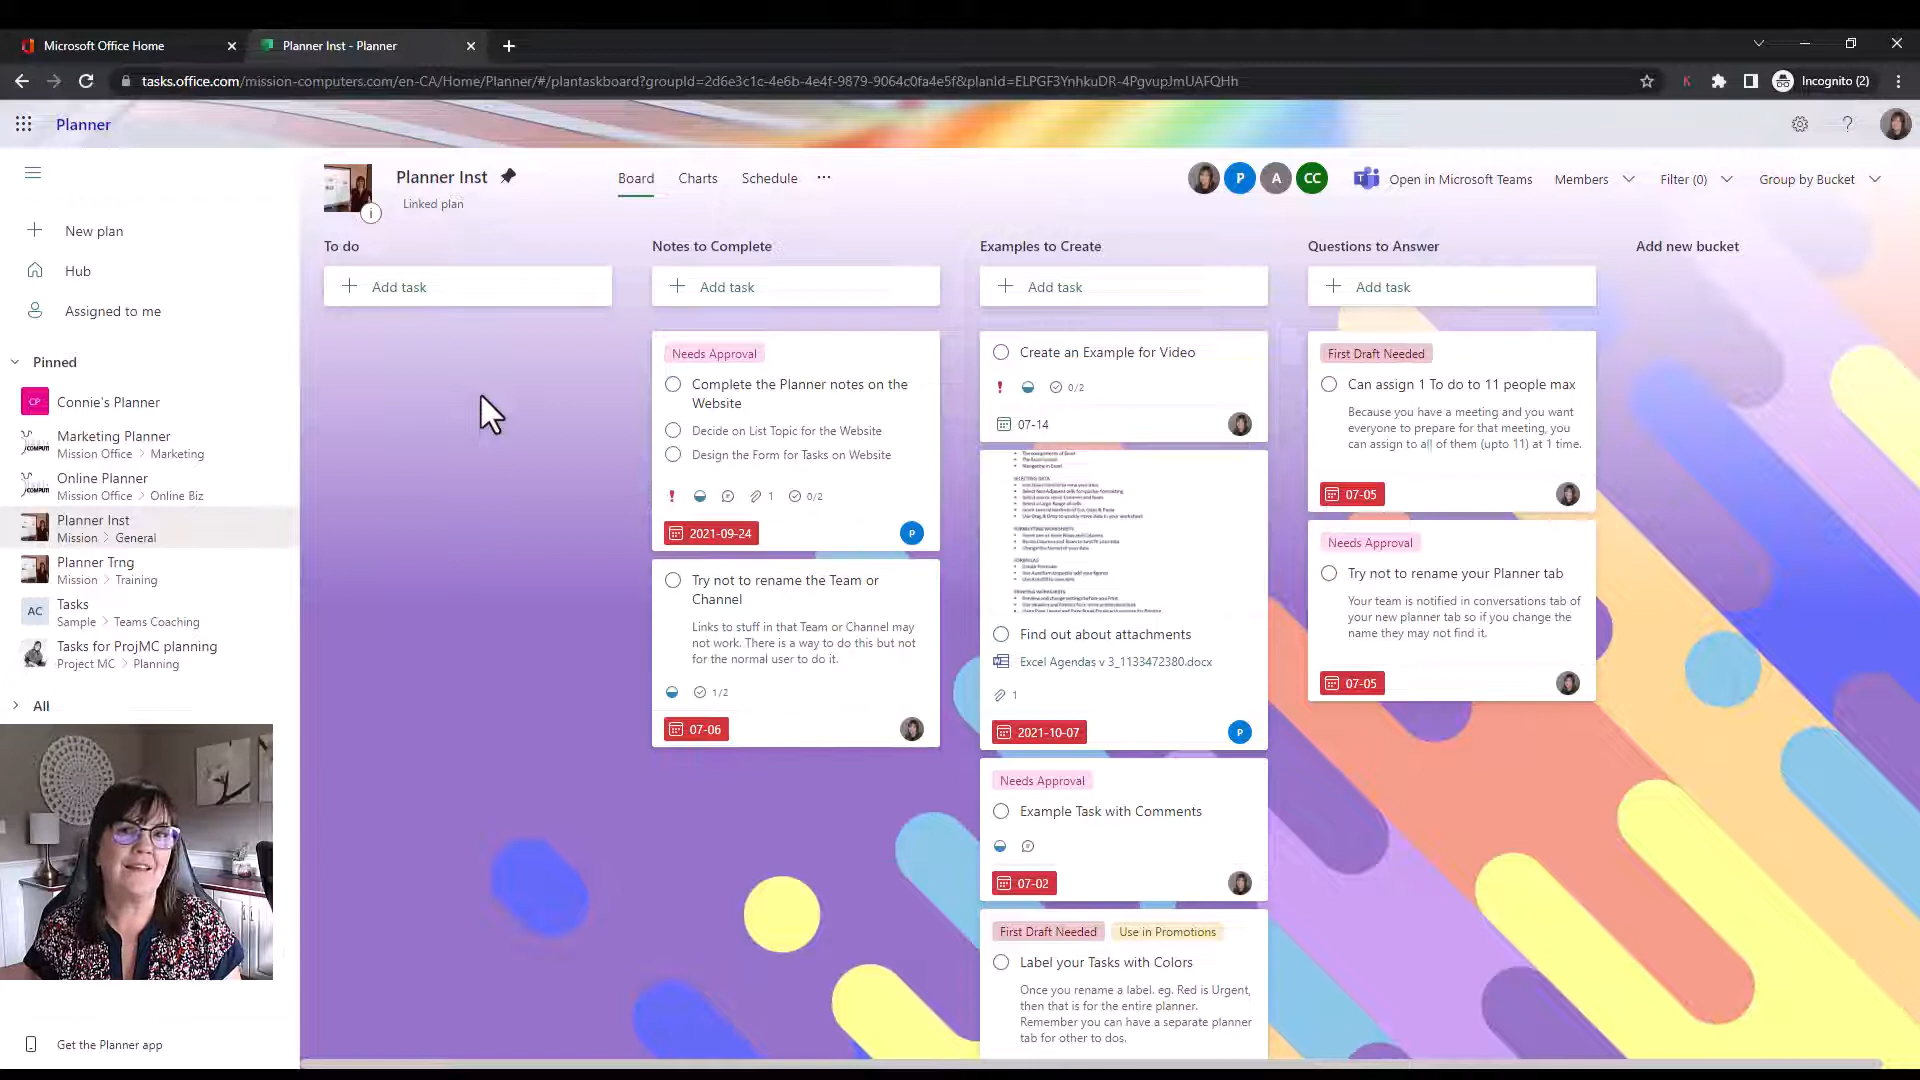 Microsoft Office Home
Planner Inst - Planner
tasks.office.com/mission-computers.com/en-CA/Home/Planner/#/plantaskboard?groupId=2d6e3c1c-4e6b-4e4f-9879-9064c0fa4e5f&planId=ELPGF3YnhkuDR-4PgvupJmUAFQHh
Incognito (2)
Planner
Planner Inst
Linked plan
Board
Charts
Schedule
P
A
CC
Open in Microsoft Teams
Members
Filter (0)
Group by Bucket
New plan
Hub
Assigned to me
Pinned
CP
Connie's Planner
Marketing Planner
Mission Office > Marketing
Online Planner
Mission Office > Online Biz
Planner Inst
Mission > General
Planner Trng
Mission > Training
AC
Tasks
Sample > Teams Coaching
Tasks for ProjMC planning
Project MC > Planning
All
Get the Planner app
To do
Add task
Notes to Complete
Add task
Needs Approval
Complete the Planner notes on the
Website
Decide on List Topic for the Website
Design the Form for Tasks on Website
1
0/2
2021-09-24
P
Try not to rename the Team or
Channel
Links to stuff in that Team or Channel may
not work. There is a way to do this but not
for the normal user to do it.
1/2
07-06
Examples to Create
Add task
Create an Example for Video
0/2
07-14
SELECTING DATA
FORMATTING WORKSHEETS
FORMULAS
PRINTING WORKSHEETS
Find out about attachments
Excel Agendas v 3_1133472380.docx
1
2021-10-07
P
Needs Approval
Example Task with Comments
07-02
First Draft Needed
Use in Promotions
Label your Tasks with Colors
Once you rename a label. eg. Red is Urgent,
then that is for the entire planner.
Remember you can have a separate planner
tab for other to dos.
Questions to Answer
Add task
First Draft Needed
Can assign 1 To do to 11 people max
Because you have a meeting and you want
everyone to prepare for that meeting, you
can assign to all of them (upto 11) at 1 time.
07-05
Needs Approval
Try not to rename your Planner tab
Your team is notified in conversations tab of
your new planner tab so if you change the
name they may not find it.
07-05
Add new bucket